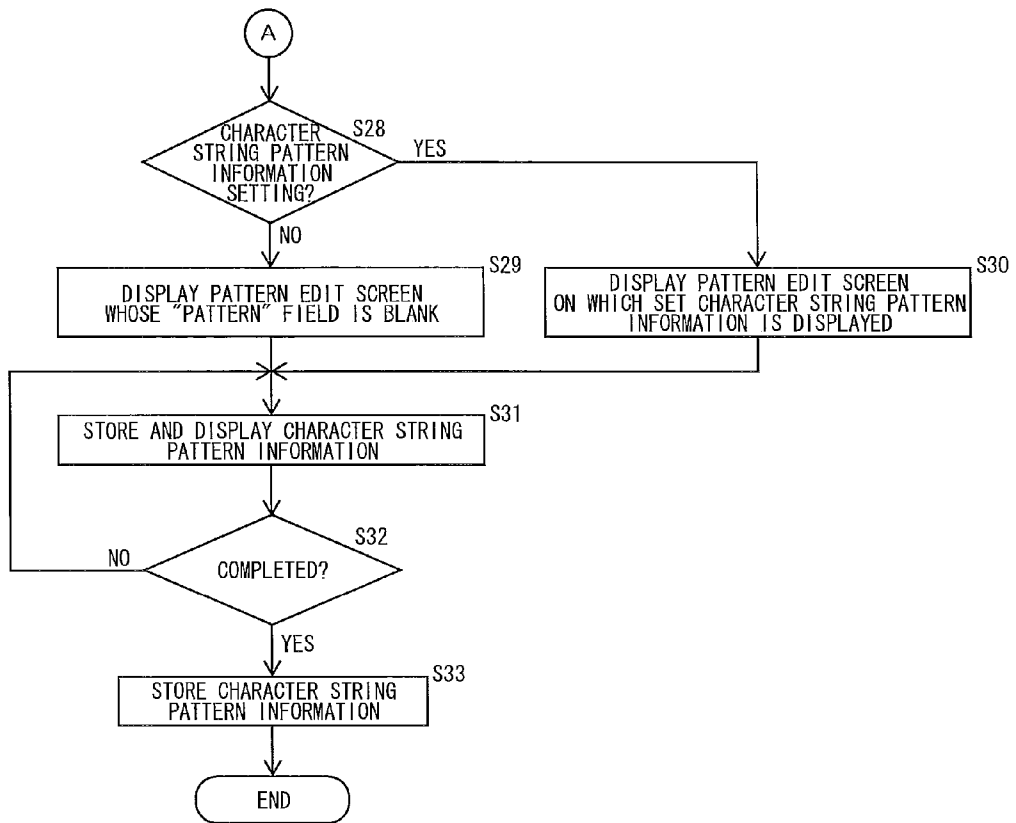 A
CHARACTER
STRING PATTERN
INFORMATION
SETTING?
S28
YES
NO
S29
DISPLAY PATTERN EDIT SCREEN
WHOSE "PATTERN" FIELD IS BLANK
S30
DISPLAY PATTERN EDIT SCREEN
ON WHICH SET CHARACTER STRING PATTERN
INFORMATION IS DISPLAYED
S31
STORE AND DISPLAY CHARACTER STRING
PATTERN INFORMATION
S32
NO
COMPLETED?
YES
S33
STORE CHARACTER STRING
PATTERN INFORMATION
END